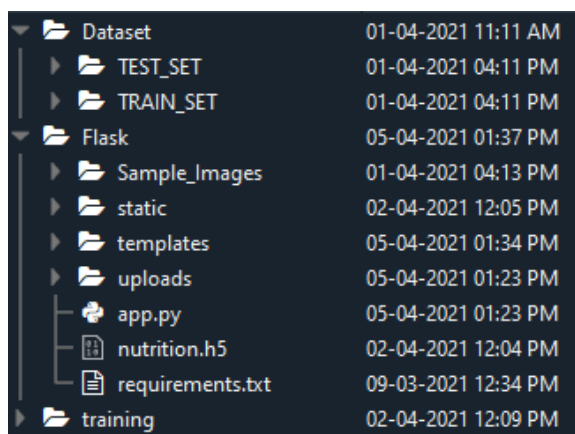 Dataset 01-04-2021 11:11 AM
TEST_SET 01-04-2021 04:11 PM
TRAIN_SET 01-04-2021 04:11 PM
Flask 05-04-2021 01:37 PM
Sample_Images 01-04-2021 04:13 PM
static 02-04-2021 12:05 PM
templates 05-04-2021 01:34 PM
uploads 05-04-2021 01:23 PM
app.py 05-04-2021 01:23 PM
nutrition.h5 02-04-2021 12:04 PM
requirements.txt 09-03-2021 12:34 PM
training 02-04-2021 12:09 PM